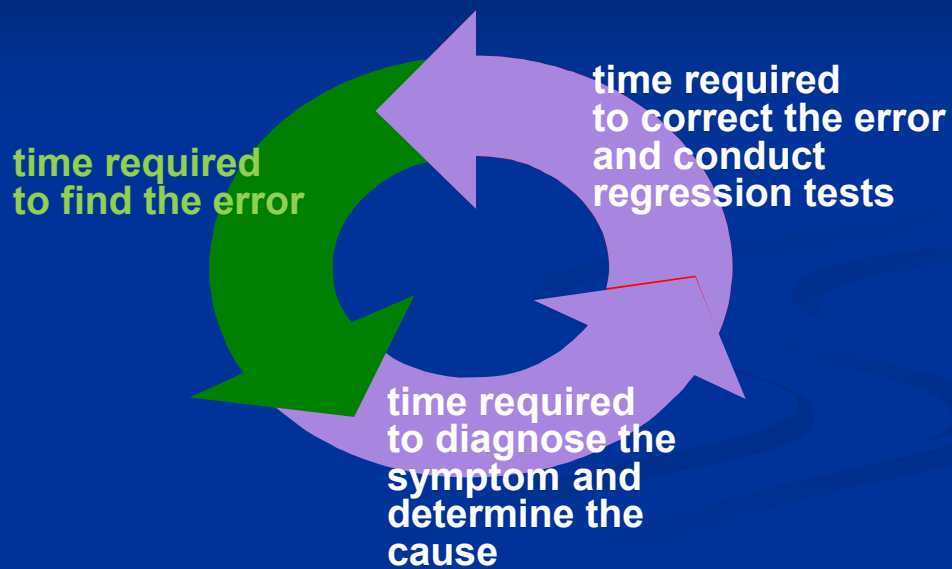 time required
to find the error
time required
to correct the error
and conduct
regression tests
time required
to diagnose the
symptom and
determine the
cause